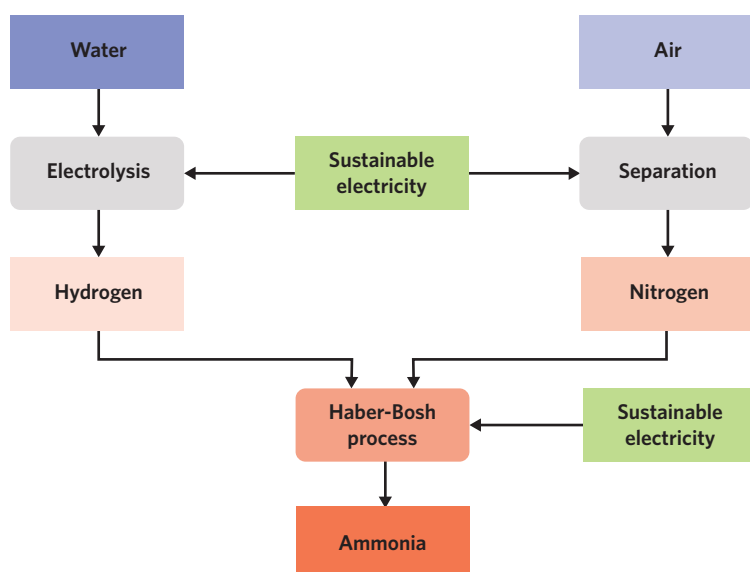 Water
Air
Electrolysis
Sustainable
electricity
Separation
Hydrogen
Nitrogen
Haber-Bosh
process
Sustainable
electricity
Ammonia